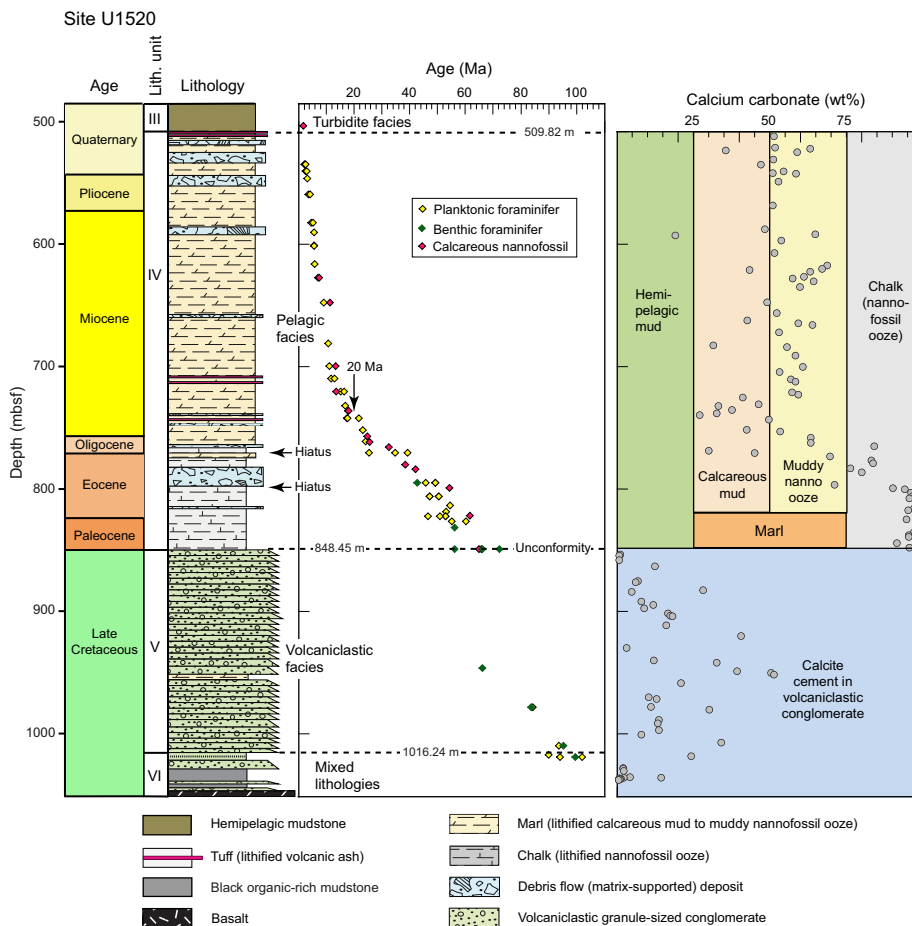 Site U1520
Age
Lith. unit
Lithology
Age (Ma)
20 40 60 80 100
Calcium carbonate (wt%)
25 50 75
Depth (mbsf)
500
600
700
800
900
1000
Quaternary
Pliocene
Miocene
Oligocene
Eocene
Paleocene
Late
Cretaceous
III
IV
V
VI
Turbidite facies
509.82 m
Planktonic foraminifer
Benthic foraminifer
Calcareous nannofossil
Pelagic
facies
20 Ma
Hiatus
Hiatus
848.45 m
Unconformity
Volcaniclastic
facies
1016.24 m
Mixed
lithologies
Hemi-
pelagic
mud
Calcareous
mud
Muddy
nanno
ooze
Chalk
(nanno-
fossil
ooze)
Marl
Calcite
cement in
volcaniclastic
conglomerate
Hemipelagic mudstone
Tuff (lithified volcanic ash)
Black organic-rich mudstone
Basalt
Marl (lithified calcareous mud to muddy nannofossil ooze)
Chalk (lithified nannofossil ooze)
Debris flow (matrix-supported) deposit
Volcaniclastic granule-sized conglomerate